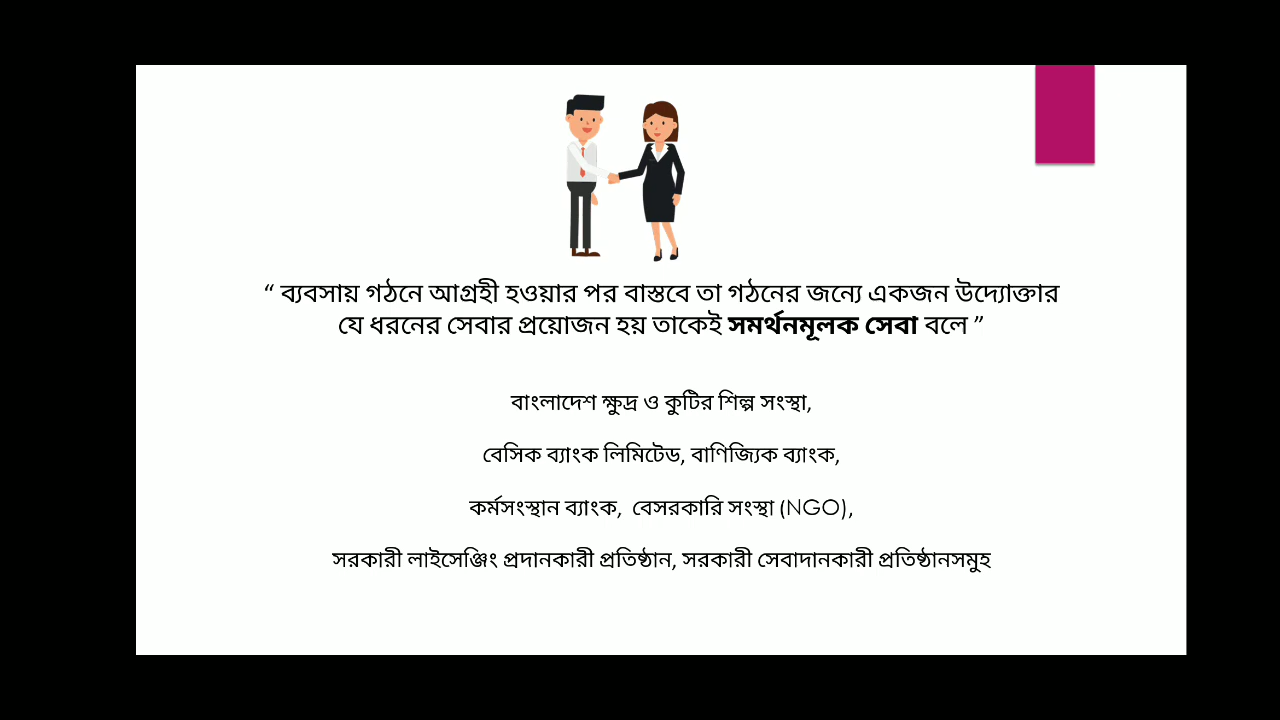 “ ব্যবসায় গঠনে আগ্রহী হওয়ার পর বাস্তবে তা গঠনের জন্যে একজন উদ্যোক্তার
যে ধরনের সেবার প্রয়োজন হয় তাকেই সমর্থনমূলক সেবা বলে ”
বাংলাদেশ ক্ষুদ্র ও কুটির শিল্প সংস্থা,
বেসিক ব্যাংক লিমিটেড, বাণিজ্যিক ব্যাংক,
কর্মসংস্থান ব্যাংক, বেসরকারি সংস্থা (NGO),
সরকারী লাইসেঞ্জিং প্রদানকারী প্রতিষ্ঠান, সরকারী সেবাদানকারী প্রতিষ্ঠানসমুহ